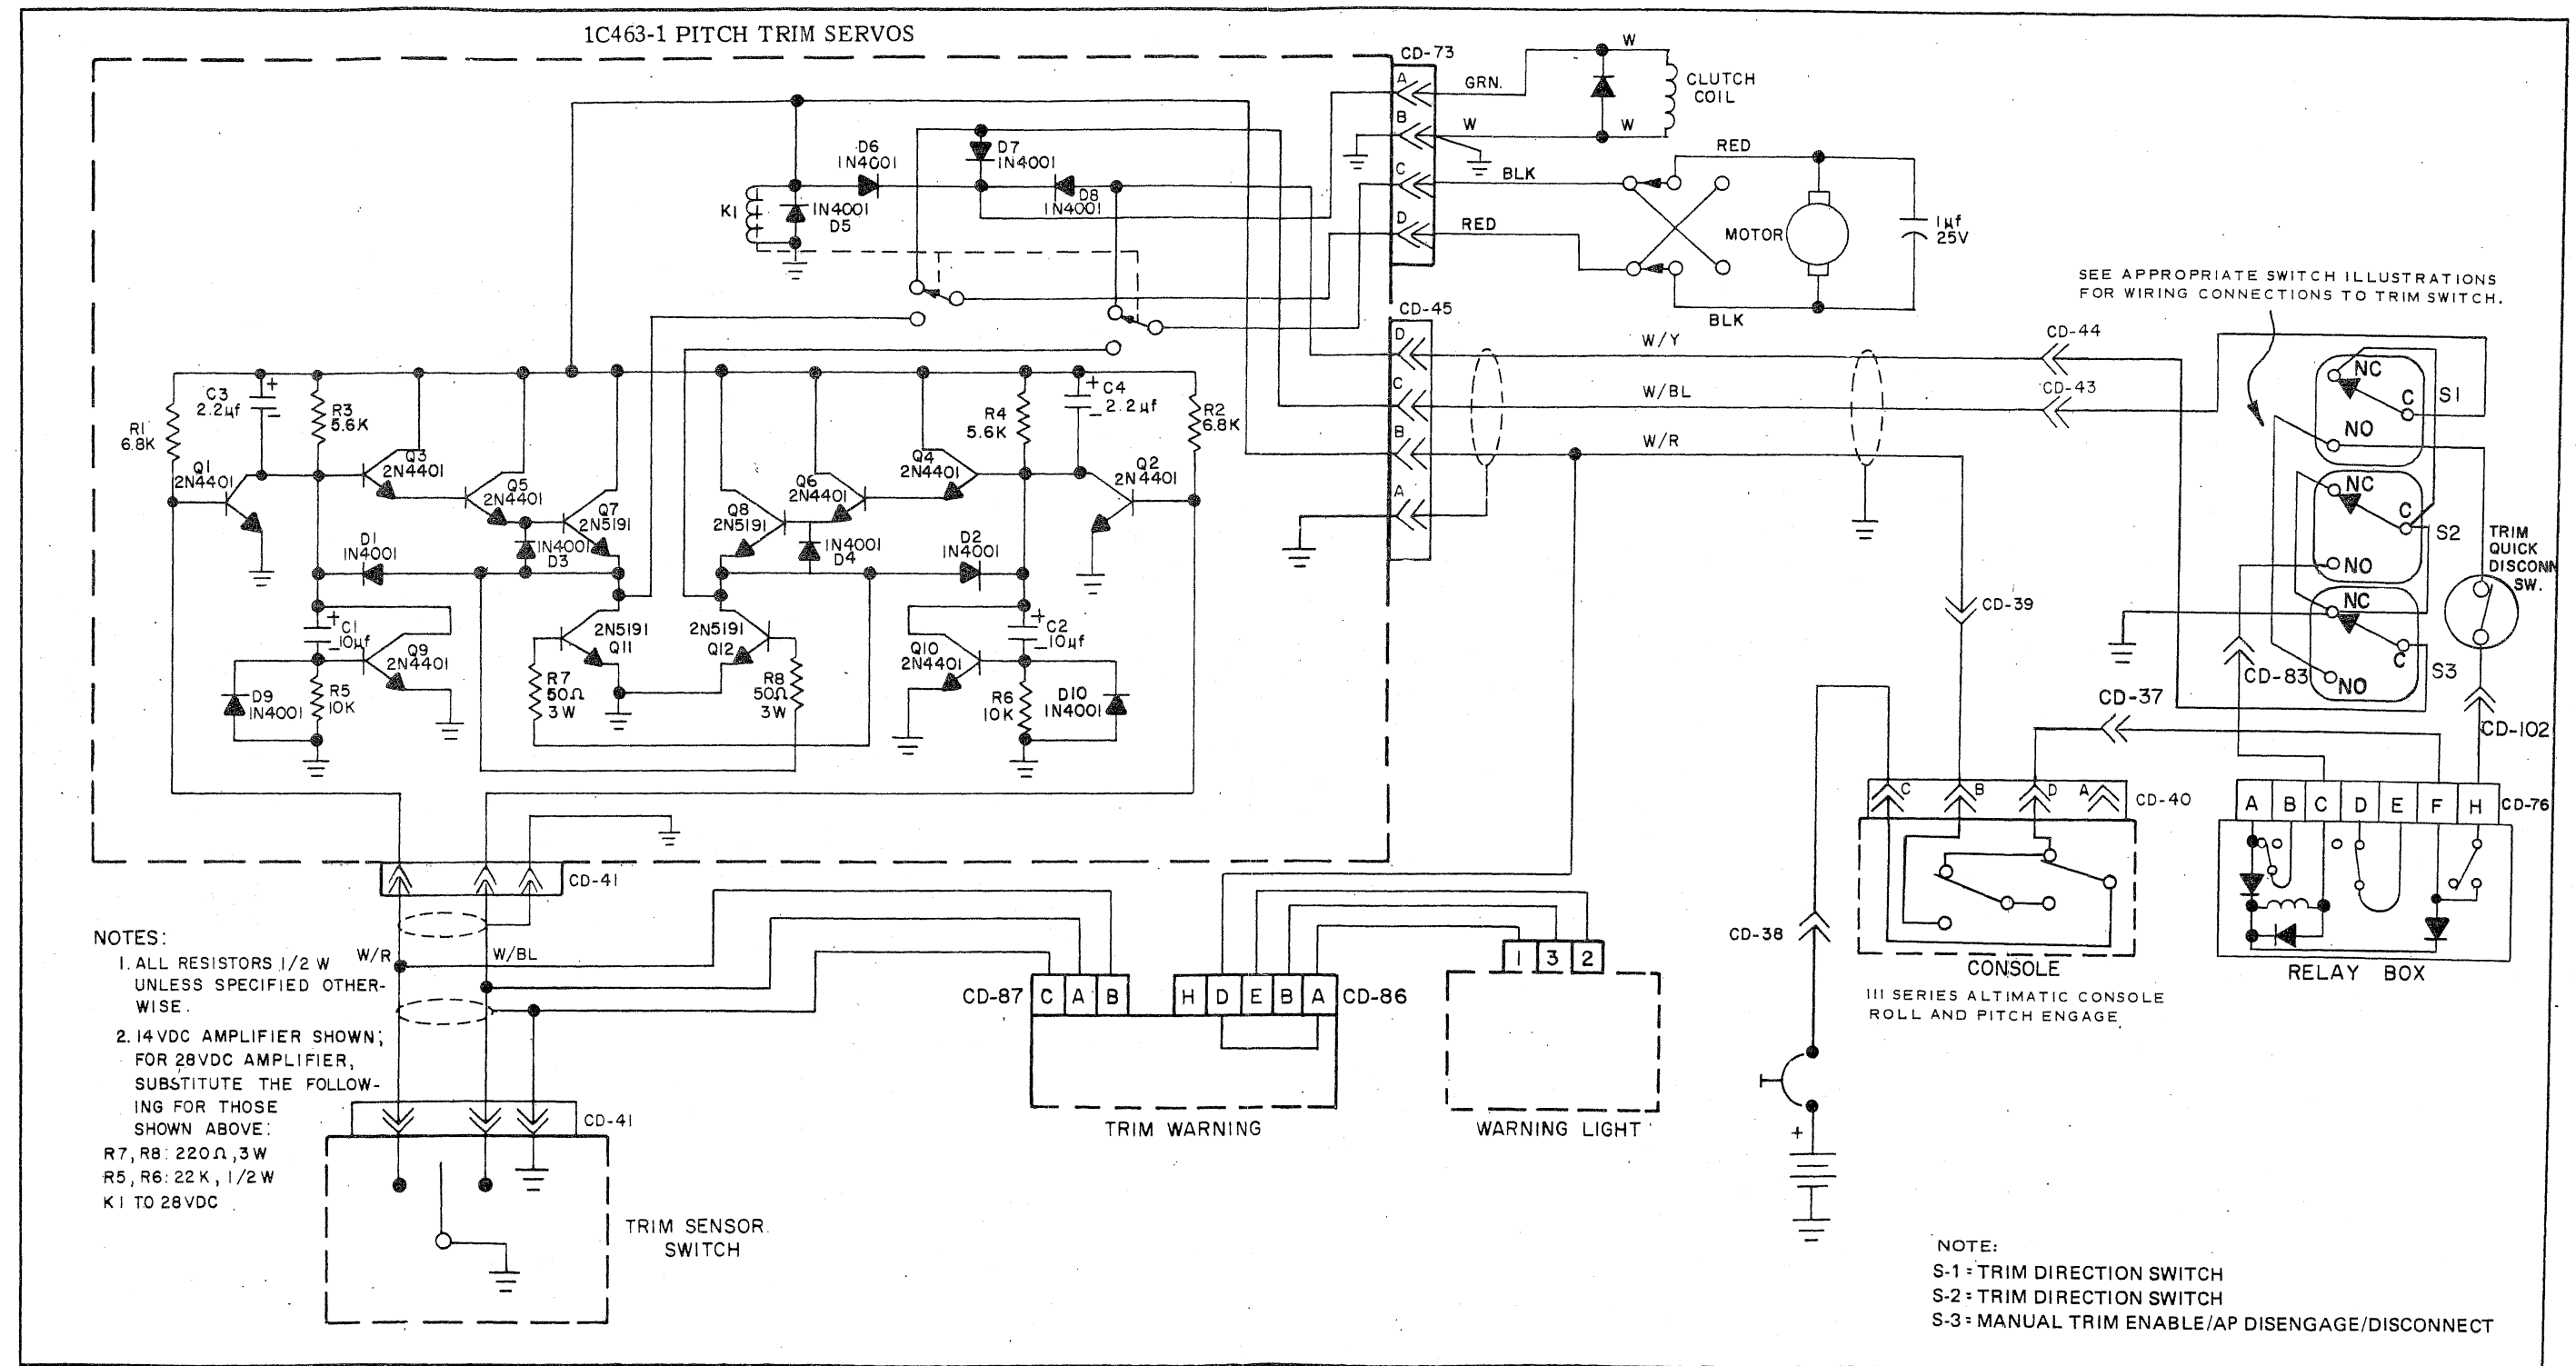 1C463-1 PITCH TRIM SERVOS
CD-73
A
GRN.
W
CLUTCH
COIL
B
W
W
D6
1N4001
D7
1N4001
D8
1N4001
K1
1N4001
D5
C
BLK
RED
D
RED
MOTOR
1µf
25V
BLK
SEE APPROPRIATE SWITCH ILLUSTRATIONS
FOR WIRING CONNECTIONS TO TRIM SWITCH.
CD-45
D
W/Y
CD-44
C
W/BL
CD-43
B
W/R
A
NC
C
S1
NO
NC
C
S2
NO
NC
C
S3
NO
TRIM
QUICK
DISCONN
SW.
R1
6.8K
C3
2.2µf
+
-
R3
5.6K
Q1
2N4401
Q3
2N4401
Q5
2N4401
Q7
2N5191
Q8
2N5191
Q6
2N4401
Q4
2N4401
R4
5.6K
+
C4
-
2.2µf
R2
6.8K
Q2
2N4401
D1
1N4001
1N4001
D3
1N4001
D4
D2
1N4001
+
C1
-
10µf
Q9
2N4401
2N5191
Q11
2N5191
Q12
Q10
2N4401
+
C2
-
10µf
D9
1N4001
R5
10K
R7
50Ω
3W
R8
50Ω
3W
R6
10K
D10
1N4001
CD-39
CD-83
CD-37
CD-102
C
B
D
A
CD-40
A B C D E F H
CD-76
CD-41
CD-38
CONSOLE
III SERIES ALTIMATIC CONSOLE
ROLL AND PITCH ENGAGE
RELAY BOX
NOTES:
1. ALL RESISTORS 1/2 W
UNLESS SPECIFIED OTHER-
WISE.
2. 14VDC AMPLIFIER SHOWN;
FOR 28VDC AMPLIFIER,
SUBSTITUTE THE FOLLOW-
ING FOR THOSE
SHOWN ABOVE:
R7, R8: 220Ω, 3W
R5, R6: 22K, 1/2W
K1 TO 28VDC
W/R
W/BL
CD-87
C A B
H D E B A
CD-86
1 3 2
TRIM WARNING
WARNING LIGHT
+
CD-41
TRIM SENSOR
SWITCH
NOTE:
S-1 = TRIM DIRECTION SWITCH
S-2 = TRIM DIRECTION SWITCH
S-3 = MANUAL TRIM ENABLE/AP DISENGAGE/DISCONNECT